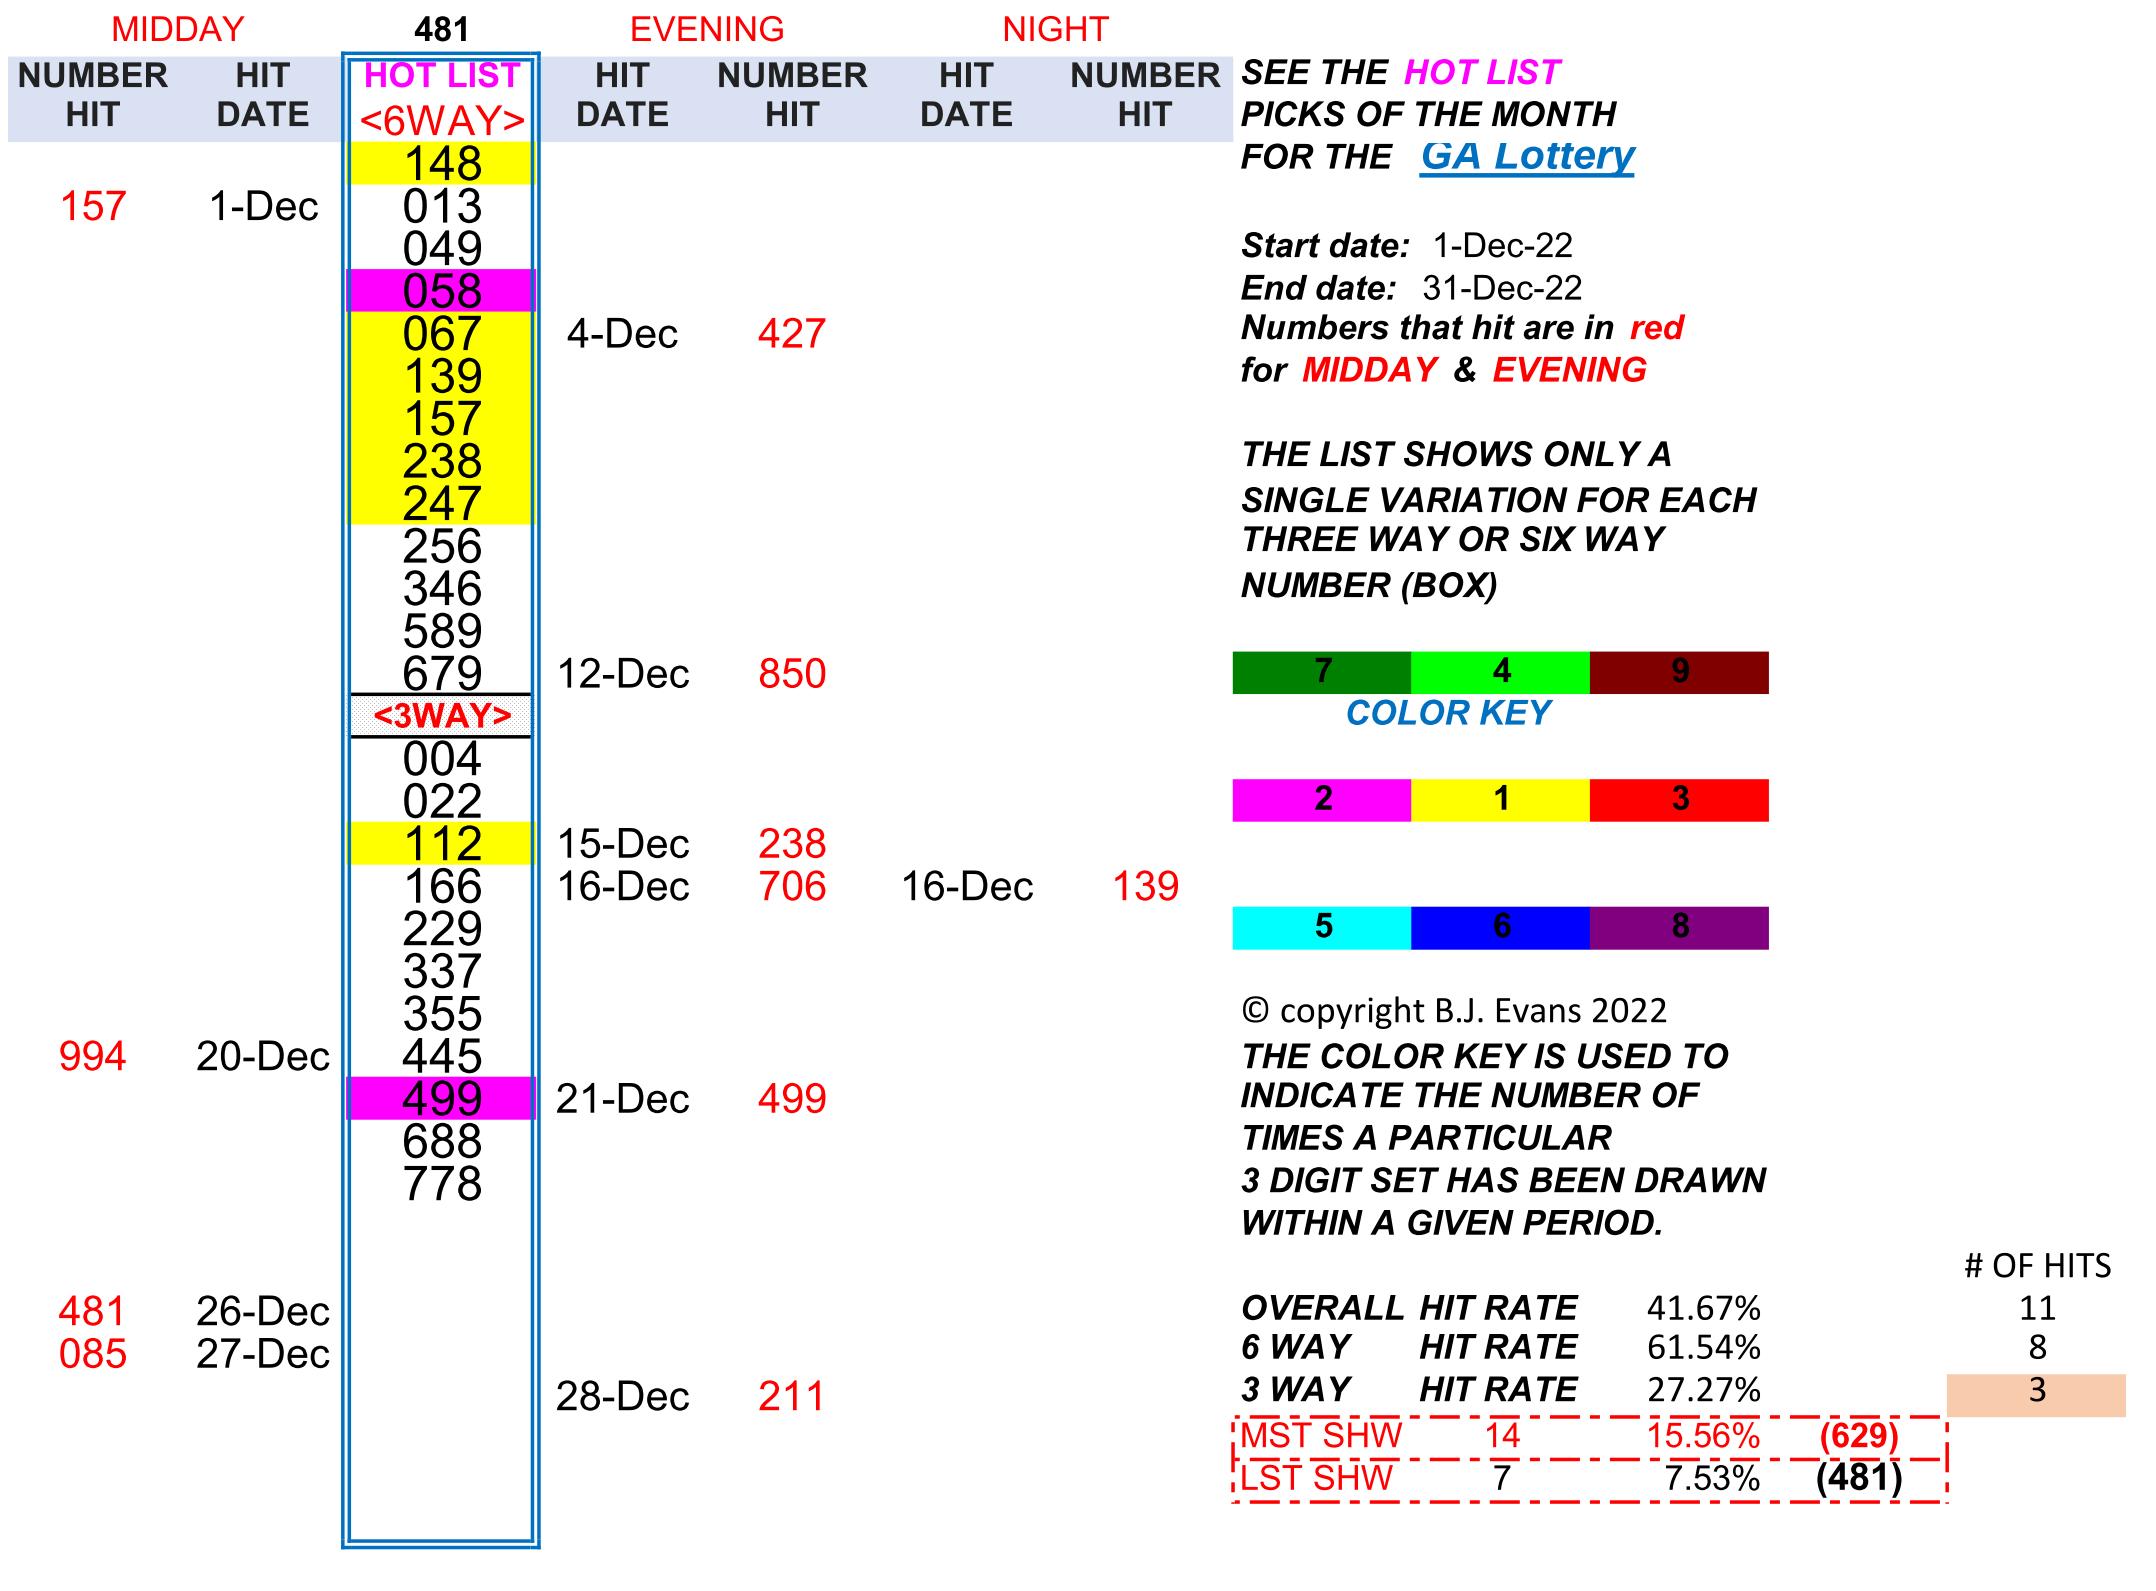 MIDDAY 481 EVENING NIGHT
NUMBER HIT HOT LIST HIT NUMBER HIT NUMBER SEE THE HOT LIST
HIT DATE <6WAY> DATE HIT DATE HIT PICKS OF THE MONTH
148 FOR THE GA Lottery
157 1-Dec 013
049 Start date: 1-Dec-22
058 End date: 31-Dec-22
067 4-Dec 427 Numbers that hit are in red
139 for MIDDAY & EVENING
157
238 THE LIST SHOWS ONLY A
247 SINGLE VARIATION FOR EACH
256 THREE WAY OR SIX WAY
346 NUMBER (BOX)
589
679 12-Dec 850 7 4 9
<3WAY> COLOR KEY
004
022 2 1 3
112 15-Dec 238
166 16-Dec 706 16-Dec 139
229 5 6 8
337
355 © copyright B.J. Evans 2022
994 20-Dec 445 THE COLOR KEY IS USED TO
499 21-Dec 499 INDICATE THE NUMBER OF
688 TIMES A PARTICULAR
778 3 DIGIT SET HAS BEEN DRAWN
WITHIN A GIVEN PERIOD.
# OF HITS
481 26-Dec OVERALL HIT RATE 41.67% 11
085 27-Dec 6 WAY HIT RATE 61.54% 8
28-Dec 211 3 WAY HIT RATE 27.27% 3
MST SHW 14 15.56% (629)
LST SHW 7 7.53% (481)